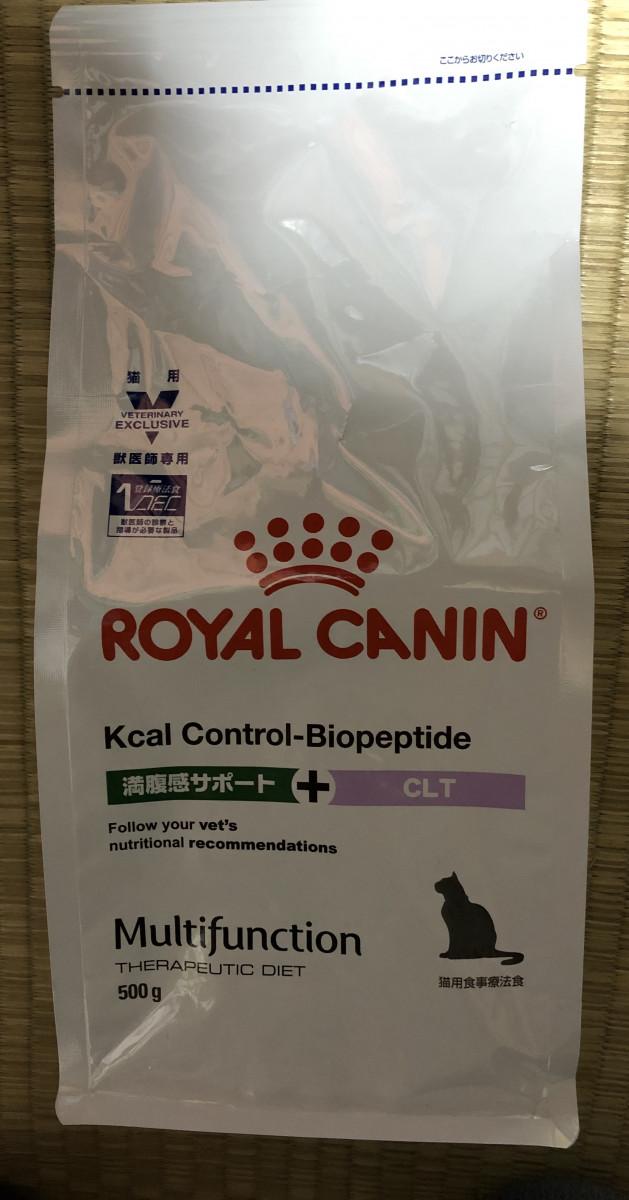 ここからお切りください
猫 用
VETERINARY
EXCLUSIVE
獣医師専用
登録療法食
獣医師の診察と
指導が必要な製品
ROYAL CANIN®
Kcal Control-Biopeptide
満腹感サポート + CLT
Follow your vet's
nutritional recommendations
Multifunction
THERAPEUTIC DIET
500 g
猫用食事療法食